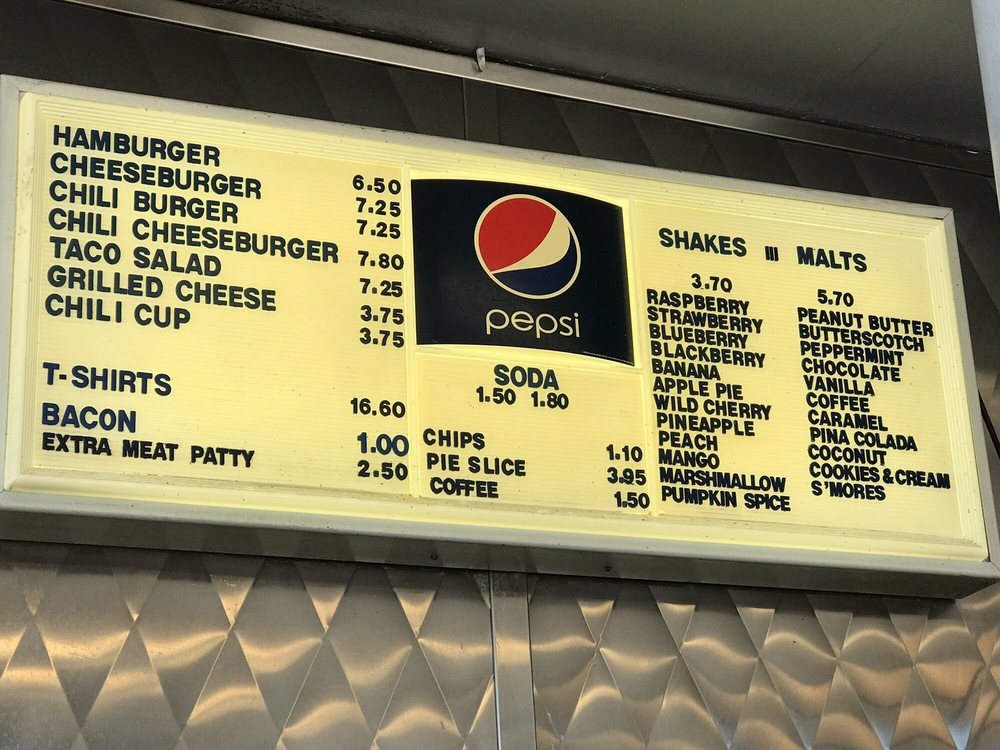 HAMBURGER 6.50
CHEESEBURGER 7.25
CHILI BURGER 7.25
CHILI CHEESEBURGER 7.80
TACO SALAD 7.25
GRILLED CHEESE 3.75
CHILI CUP 3.75
T-SHIRTS 16.60
BACON 1.00
EXTRA MEAT PATTY 2.50
pepsi
SODA
1.50 1.80
CHIPS 1.10
PIE SLICE 3.95
COFFEE 1.50
SHAKES MALTS
3.70 5.70
RASPBERRY
STRAWBERRY
BLUEBERRY
BLACKBERRY
BANANA
APPLE PIE
WILD CHERRY
PINEAPPLE
PEACH
MANGO
MARSHMALLOW
PUMPKIN SPICE
PEANUT BUTTER
BUTTERSCOTCH
PEPPERMINT
CHOCOLATE
VANILLA
COFFEE
CARAMEL
PINA COLADA
COCONUT
COOKIES & CREAM
S'MORES